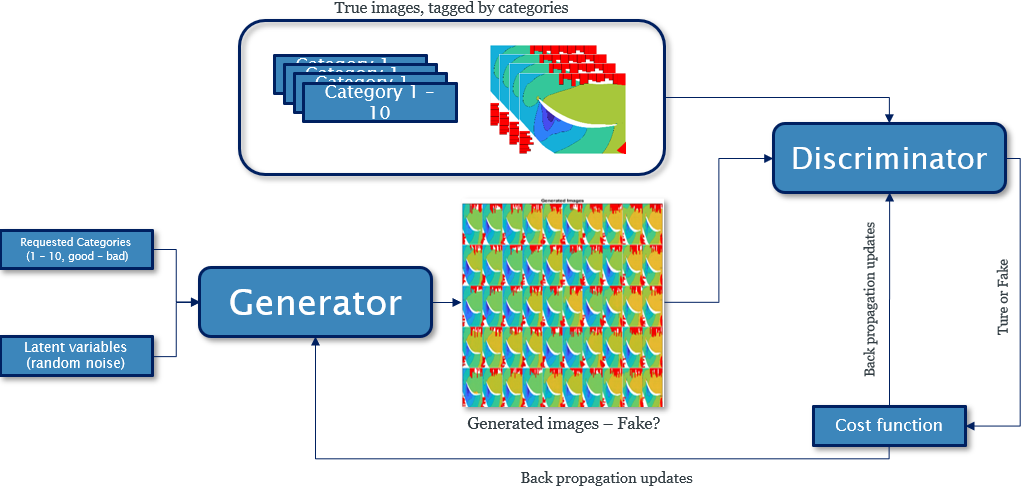 True images, tagged by categories
Category 1
Category 1
Category 1
Category 1 –
10
Discriminator
Generated Images
Requested Categories
(1 – 10, good – bad)
Generator
Latent variables
(random noise)
Back propagation updates
Ture or Fake
Generated images – Fake?
Cost function
Back propagation updates